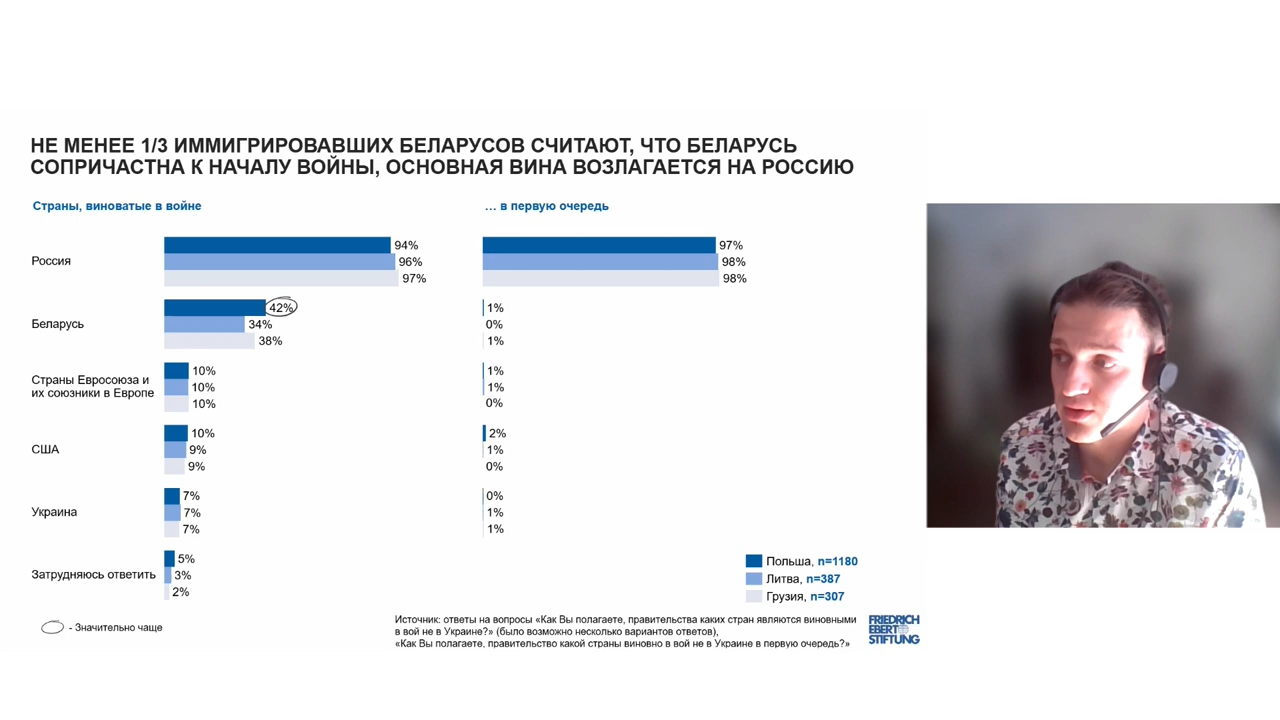 НЕ МЕНЕЕ 1/3 ИММИГРИРОВАВШИХ БЕЛАРУСОВ СЧИТАЮТ, ЧТО БЕЛАРУСЬ
СОПРИЧАСТНА К НАЧАЛУ ВОЙНЫ, ОСНОВНАЯ ВИНА ВОЗЛАГАЕТСЯ НА РОССИЮ
Страны, виноватые в войне
... в первую очередь
Россия
94%
96%
97%
97%
98%
98%
Беларусь
42%
34%
38%
1%
0%
1%
Страны Евросоюза и
их союзники в Европе
10%
10%
10%
1%
1%
0%
США
10%
9%
9%
2%
1%
0%
Украина
7%
7%
7%
0%
1%
1%
Затрудняюсь ответить
5%
3%
2%
Польша, n=1180
Литва, n=387
Грузия, n=307
- Значительно чаще
Источник: ответы на вопросы «Как Вы полагаете, правительства каких стран являются виновными
в вой не в Украине?» (было возможно несколько вариантов ответов),
«Как Вы полагаете, правительство какой страны виновно в вой не в Украине в первую очередь?»
FRIEDRICH
EBERT
STIFTUNG